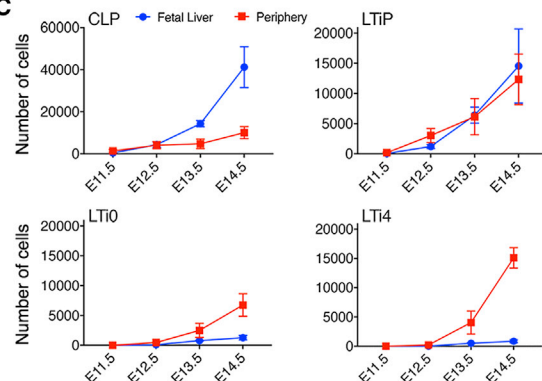 C
CLP
Fetal Liver
Periphery
LTiP
Number of cells
60000
40000
20000
0
E11.5
E12.5
E13.5
E14.5
20000
15000
10000
5000
0
E11.5
E12.5
E13.5
E14.5
LTi0
LTi4
Number of cells
20000
15000
10000
5000
0
E11.5
E12.5
E13.5
E14.5
20000
15000
10000
5000
0
E11.5
E12.5
E13.5
E14.5